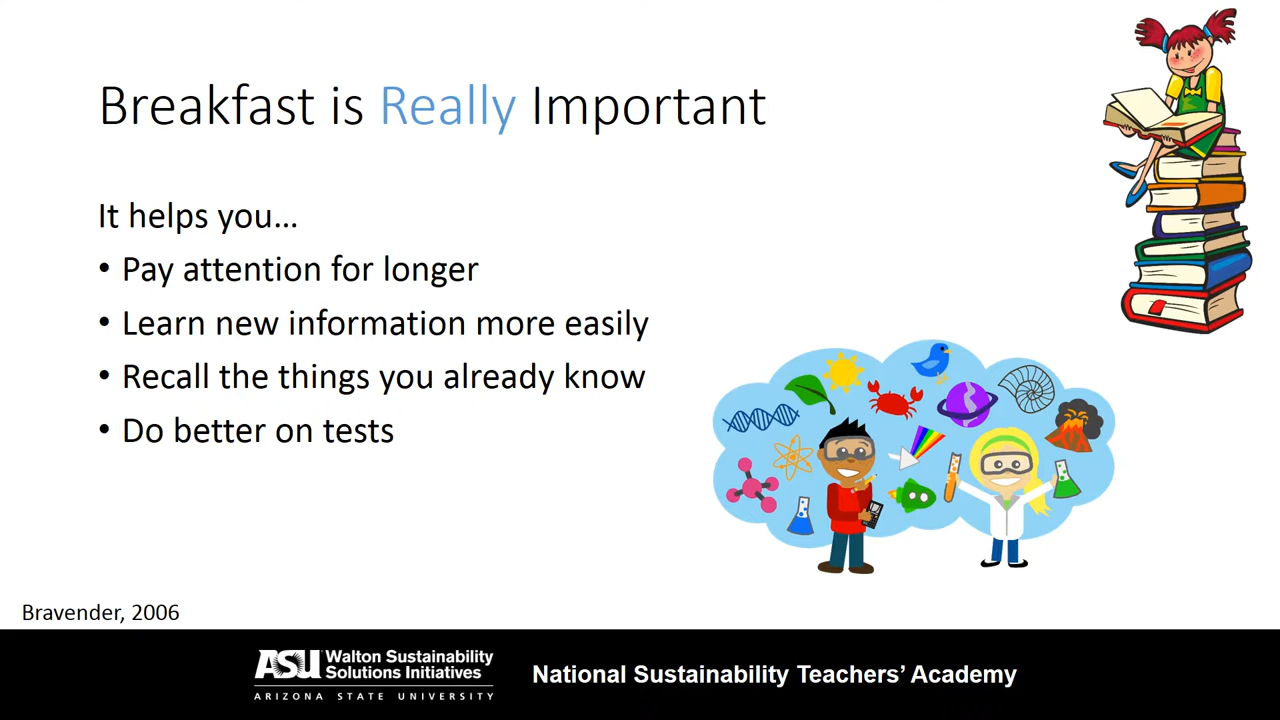 Breakfast is Really Important
It helps you…
• Pay attention for longer
• Learn new information more easily
• Recall the things you already know
• Do better on tests
Bravender, 2006
ASU Walton Sustainability
Solutions Initiatives
ARIZONA STATE UNIVERSITY
National Sustainability Teachers’ Academy